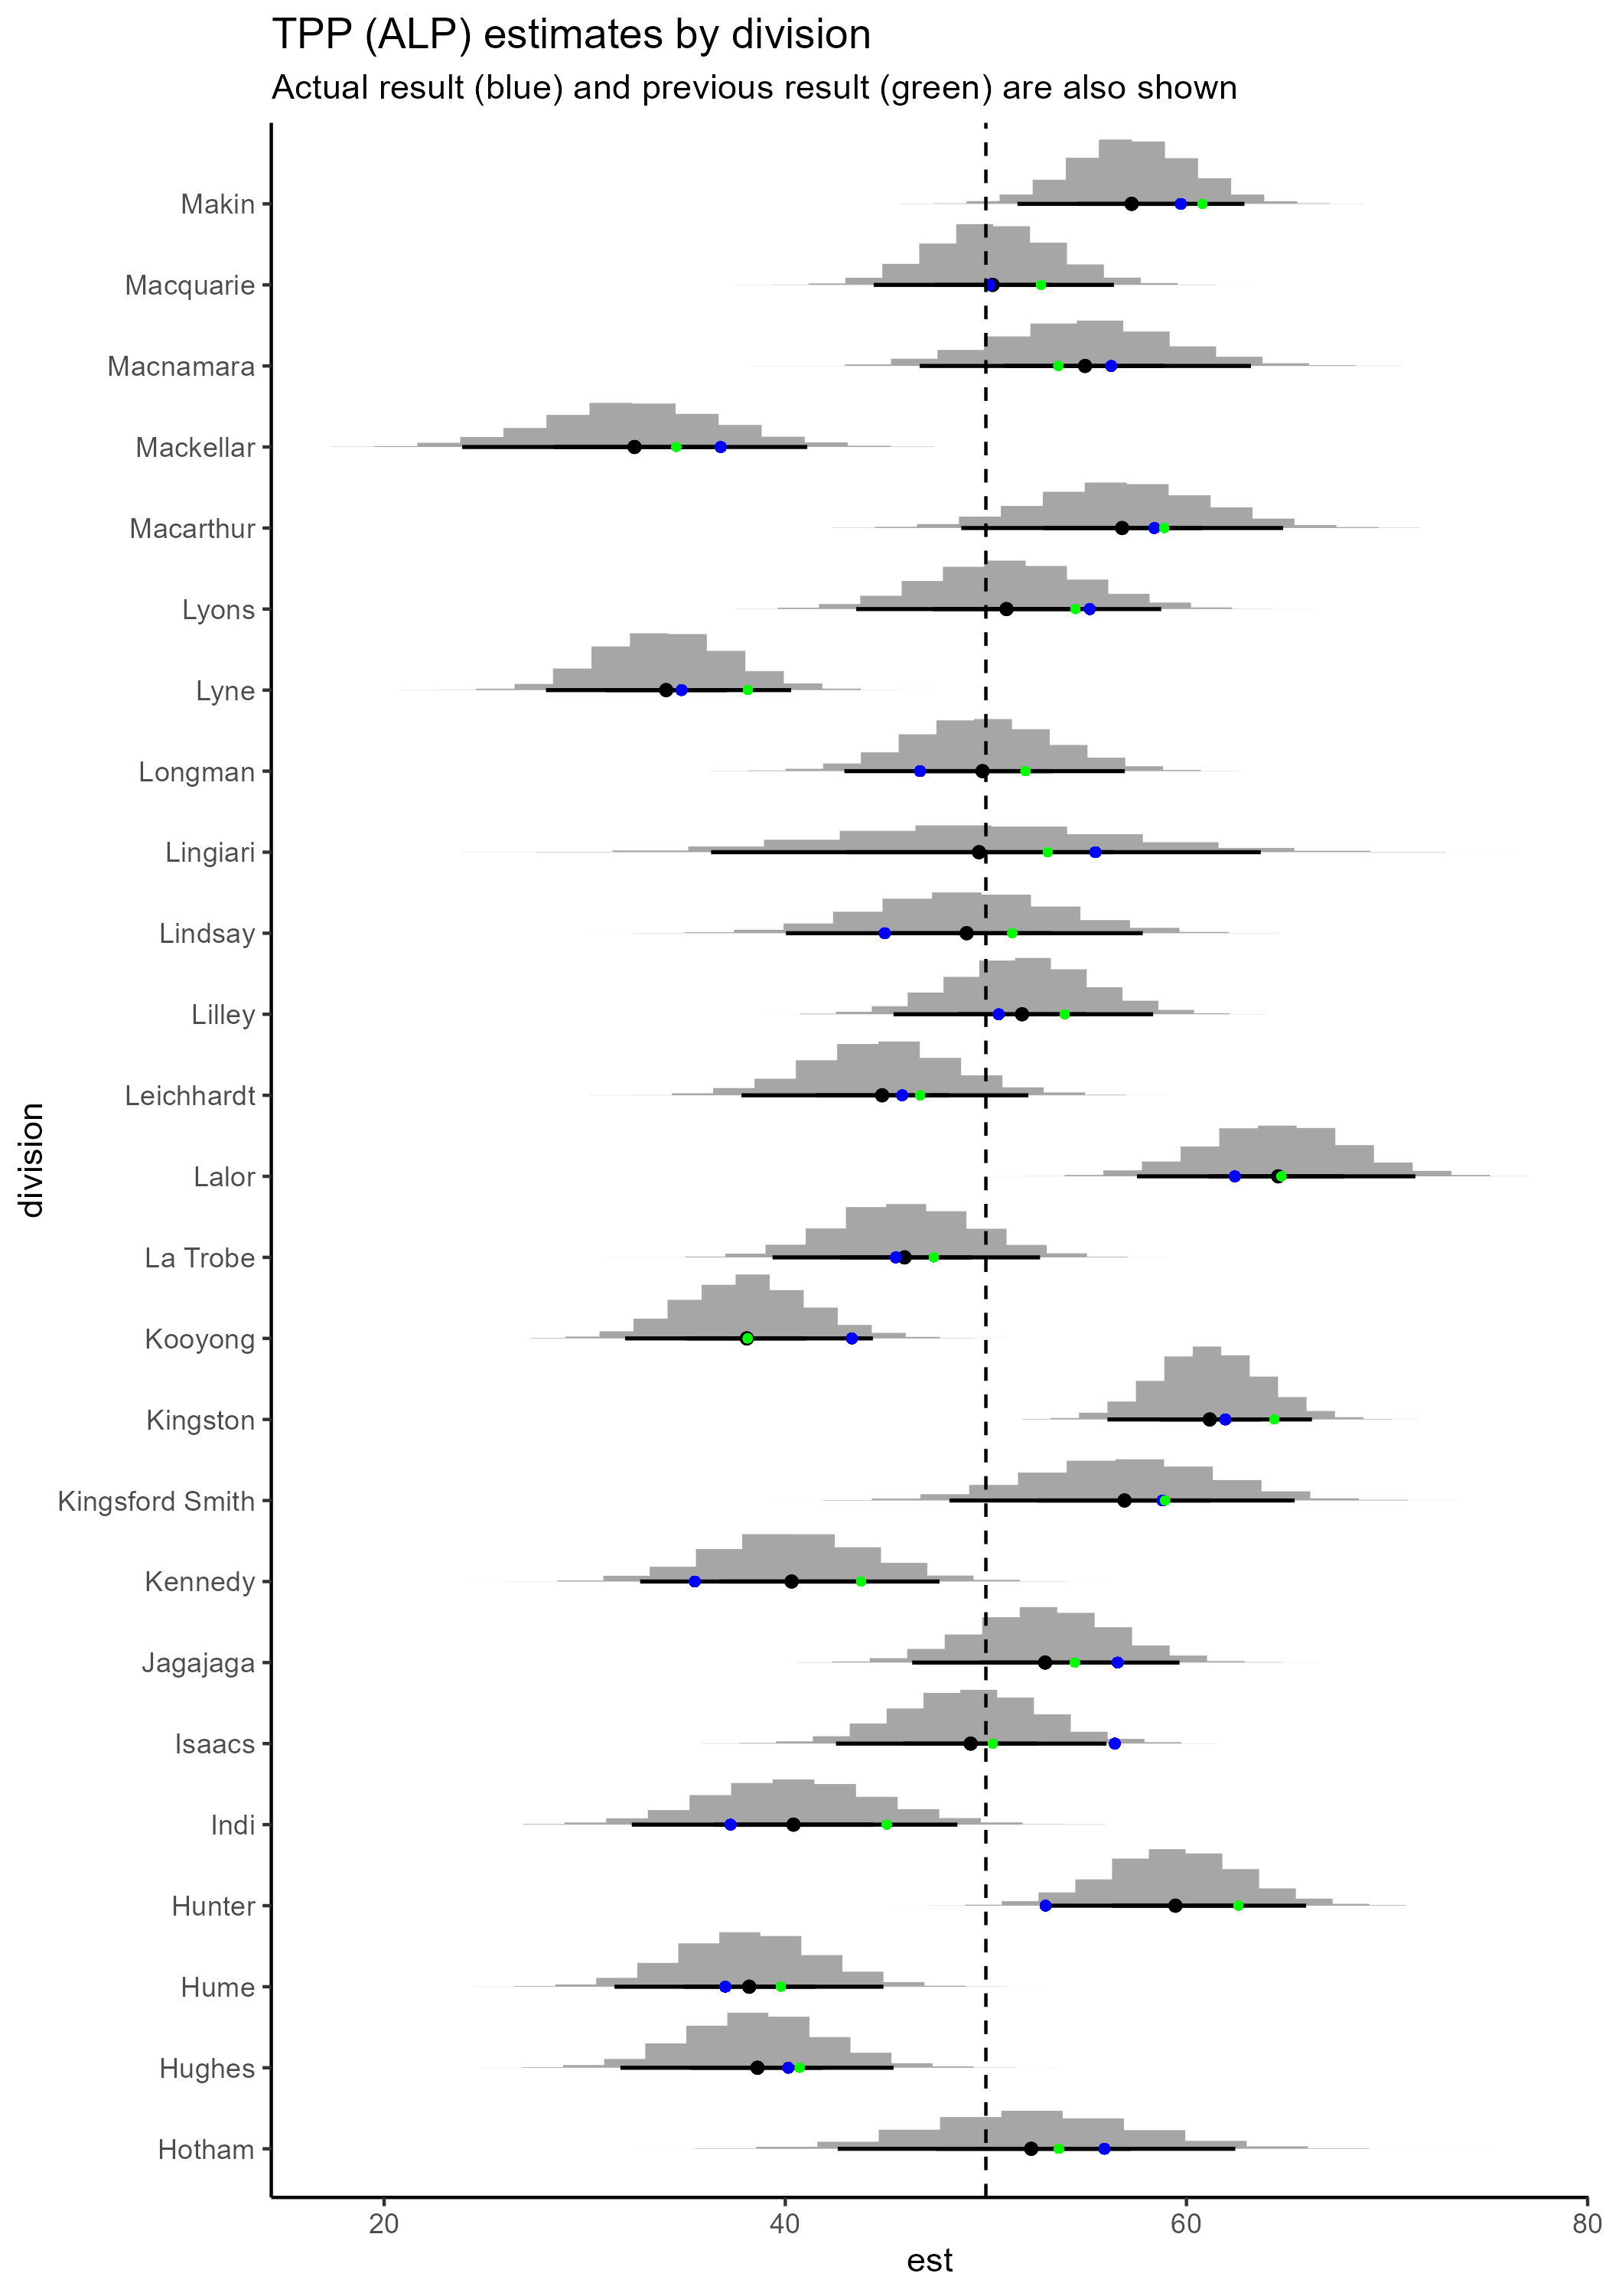 TPP (ALP) estimates by division
Actual result (blue) and previous result (green) are also shown
Makin
Macquarie
Macnamara
Mackellar
Macarthur
Lyons
Lyne
Longman
Lingiari
Lindsay
Lilley
Leichhardt
Lalor
La Trobe
Kooyong
Kingston
Kingsford Smith
Kennedy
Jagajaga
Isaacs
Indi
Hunter
Hume
Hughes
Hotham
division
20 40 60 80
est